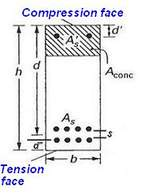 Compression face
d'
A's
Aconc
h
d
As
s
d"
b
Tension
face